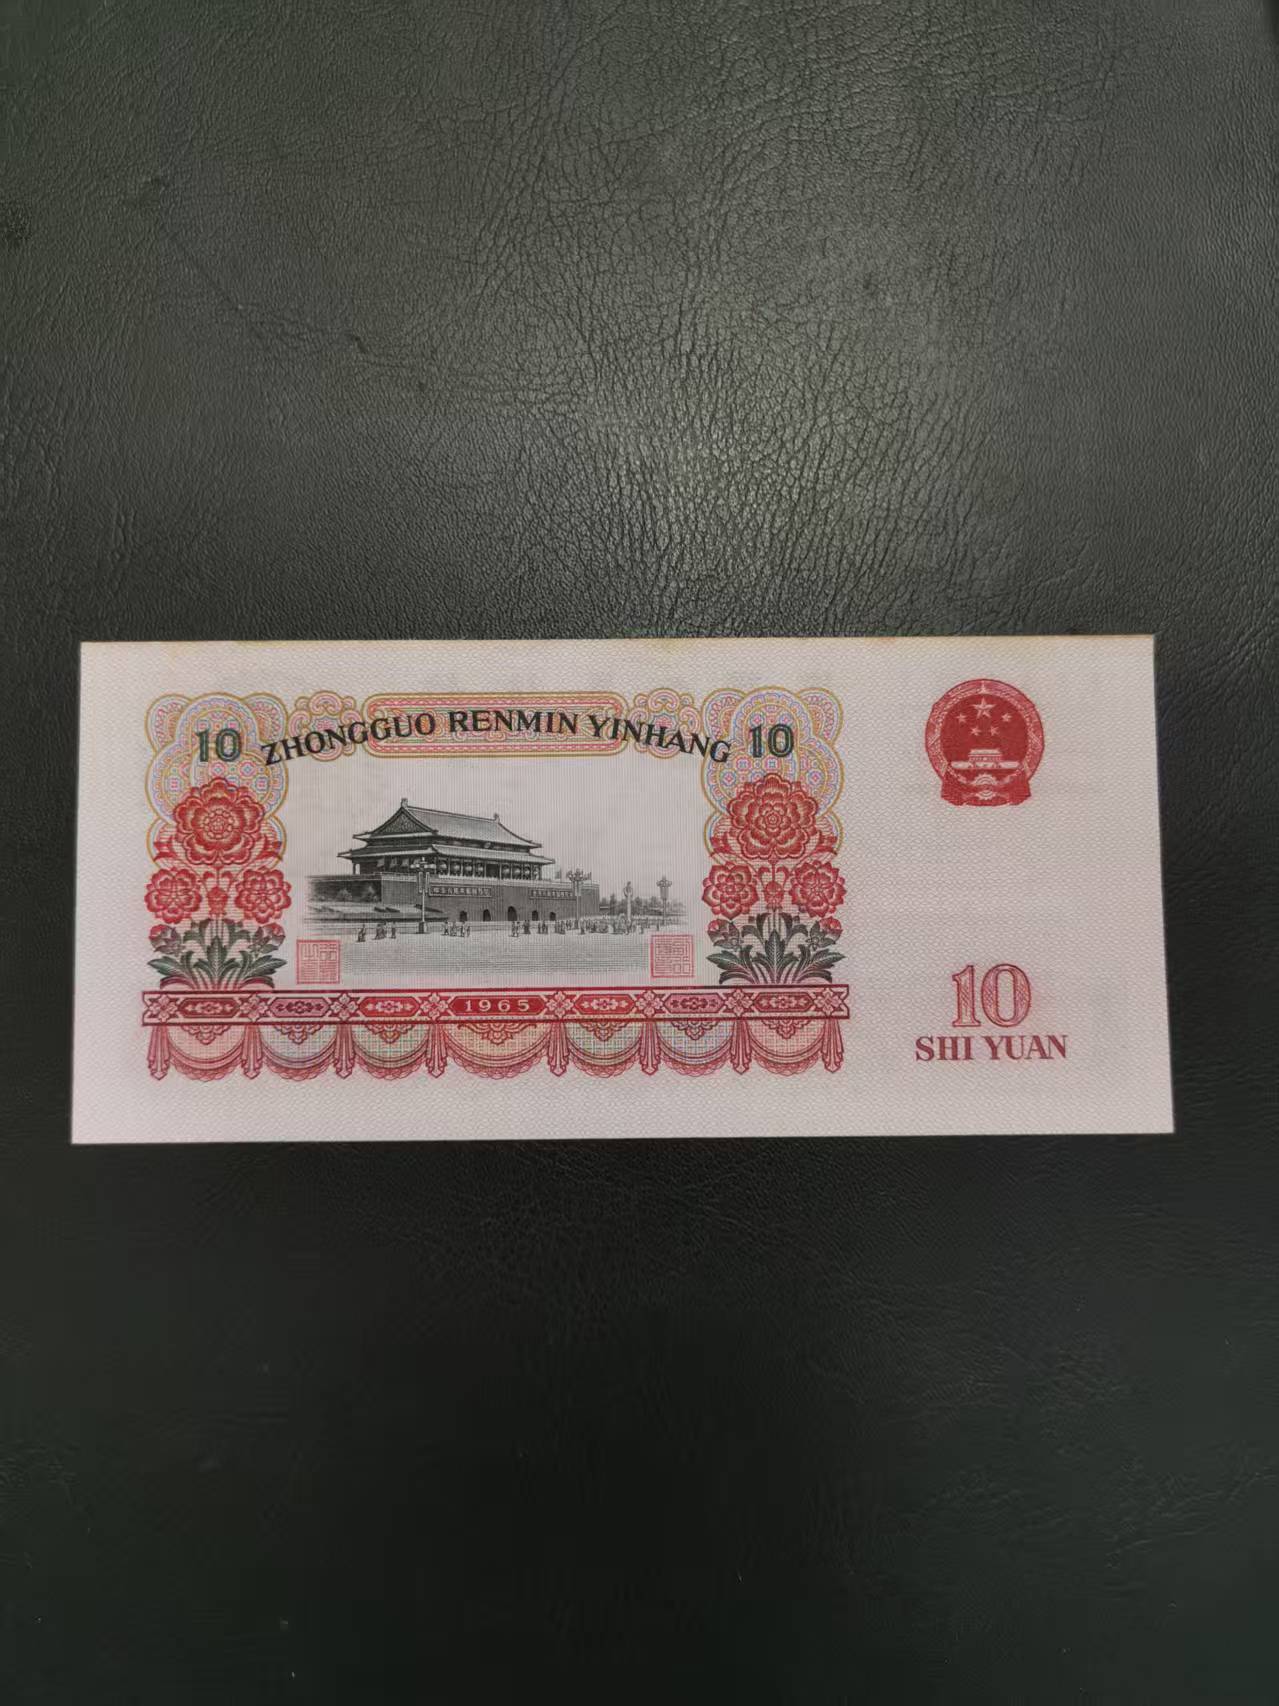 10 ZHONGGUO RENMIN YINHANG 10
1965
10
SHI YUAN